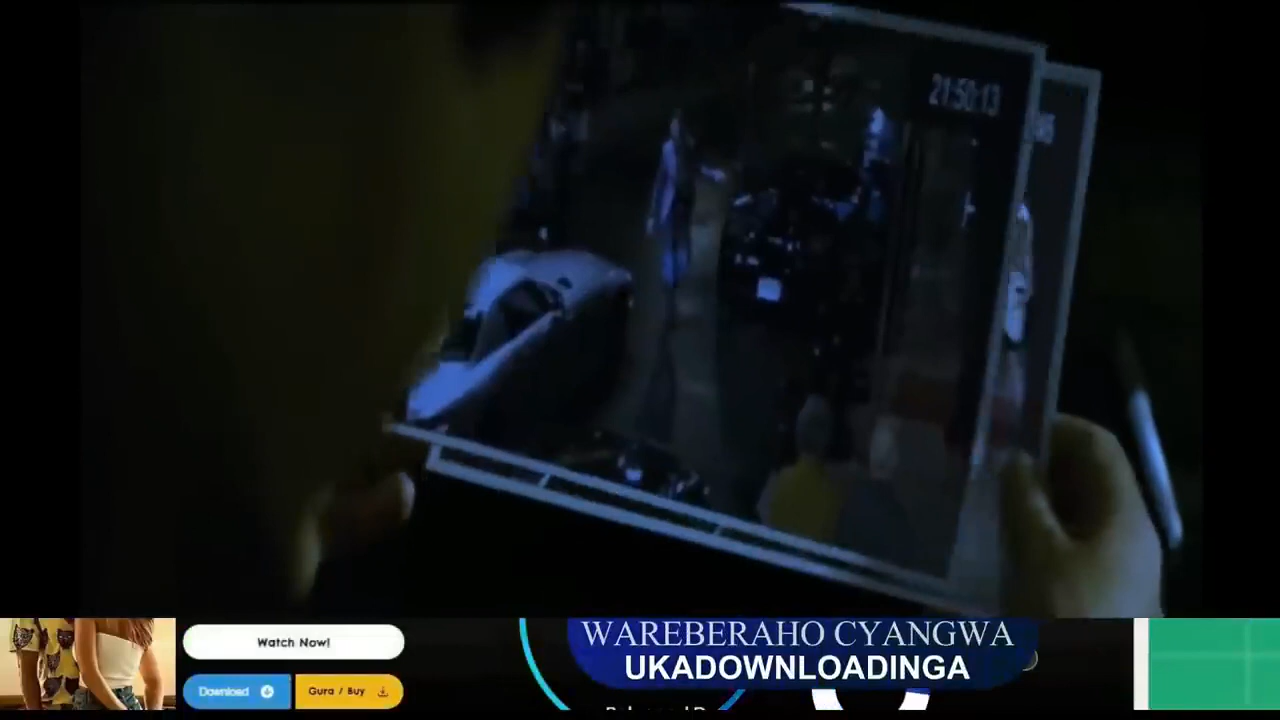 21:50:13
Watch Now!
Download
Gura / Buy
WAREBERAHO CYANGWA
UKADOWNLOADINGA